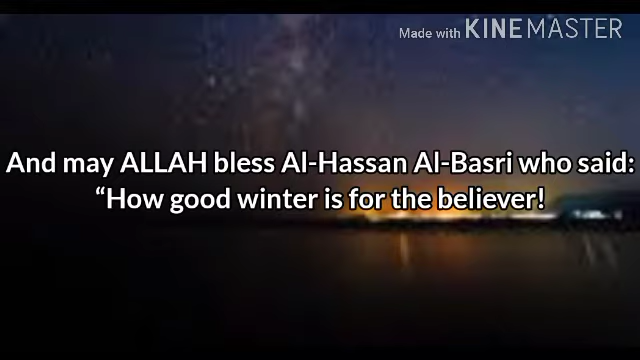 Made with KINEMASTER
And may ALLAH bless Al-Hassan Al-Basri who said:
“How good winter is for the believer!